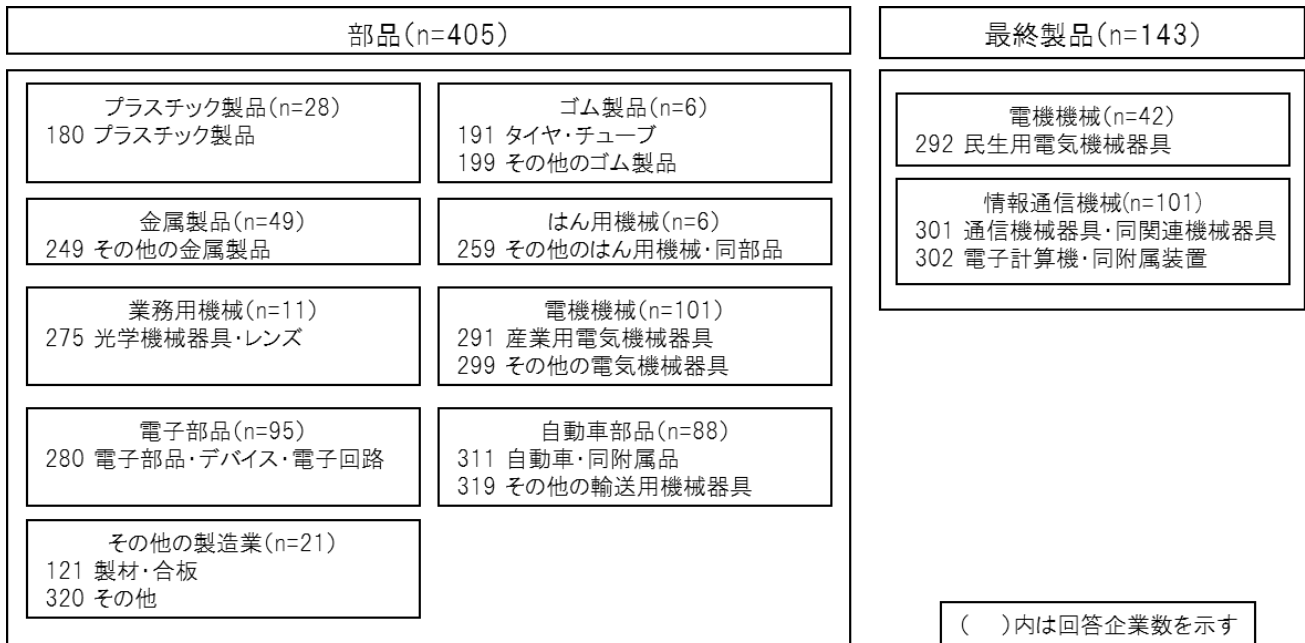 部品(n=405)
プラスチック製品(n=28)
180 プラスチック製品
ゴム製品(n=6)
191 タイヤ・チューブ
199 その他のゴム製品
金属製品(n=49)
249 その他の金属製品
はん用機械(n=6)
259 その他のはん用機械・同部品
業務用機械(n=11)
275 光学機械器具・レンズ
電機機械(n=101)
291 産業用電気機械器具
299 その他の電気機械器具
電子部品(n=95)
280 電子部品・デバイス・電子回路
自動車部品(n=88)
311 自動車・同附属品
319 その他の輸送用機械器具
その他の製造業(n=21)
121 製材・合板
320 その他
最終製品(n=143)
電機機械(n=42)
292 民生用電気機械器具
情報通信機械(n=101)
301 通信機械器具・同関連機械器具
302 電子計算機・同附属装置
(　)内は回答企業数を示す